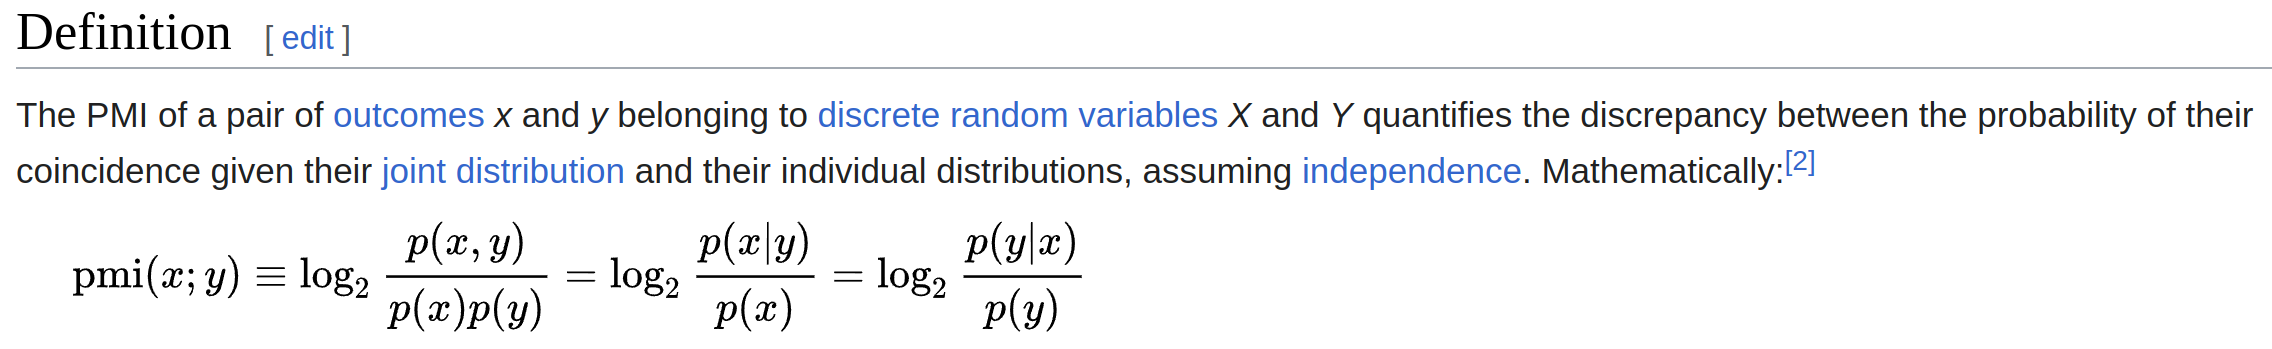 Definition [ edit ]
The PMI of a pair of outcomes x and y belonging to discrete random variables X and Y quantifies the discrepancy between the probability of their
coincidence given their joint distribution and their individual distributions, assuming independence. Mathematically:[2]
pmi(x; y) ≡ log₂ p(x, y) / p(x)p(y) = log₂ p(x|y) / p(x) = log₂ p(y|x) / p(y)